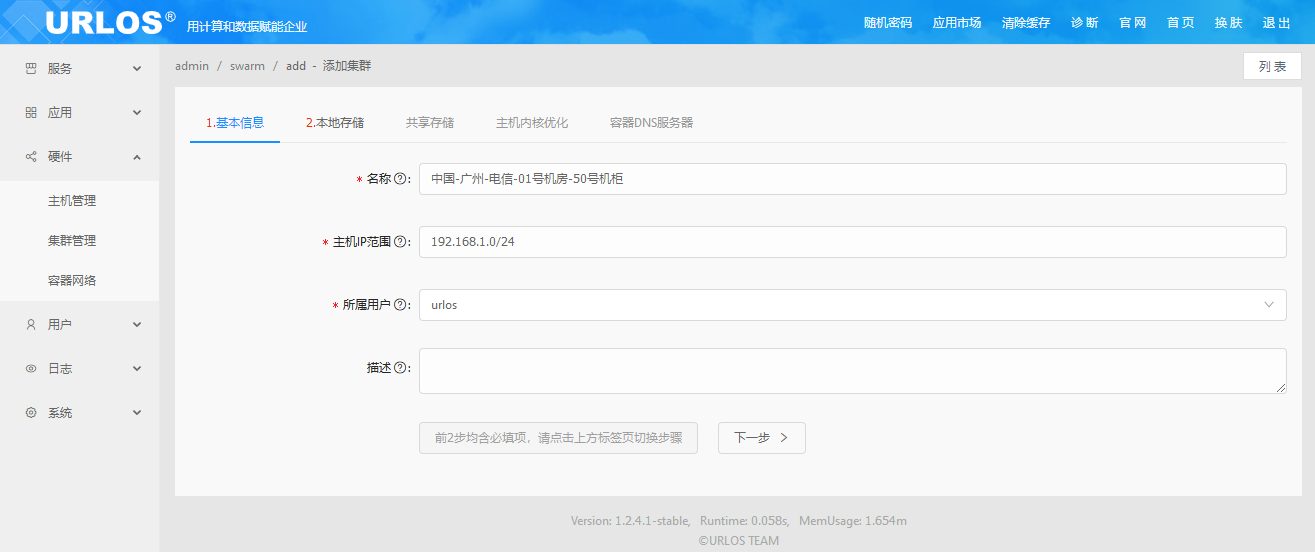 URLOS® 用计算和数据赋能企业 随机密码 应用市场 清除缓存 诊 断 官 网 首 页 换 肤 退 出
服务
应用
硬件
主机管理
集群管理
容器网络
用户
日志
系统
admin / swarm / add - 添加集群 列 表
1.基本信息 2.本地存储 共享存储 主机内核优化 容器DNS服务器
* 名称 ? : 中国-广州-电信-01号机房-50号机柜
* 主机IP范围 ? : 192.168.1.0/24
* 所属用户 ? : urlos
描述 ? :
前2步均含必填项，请点击上方标签页切换步骤 下一步 >
Version: 1.2.4.1-stable, Runtime: 0.058s, MemUsage: 1.654m
©URLOS TEAM